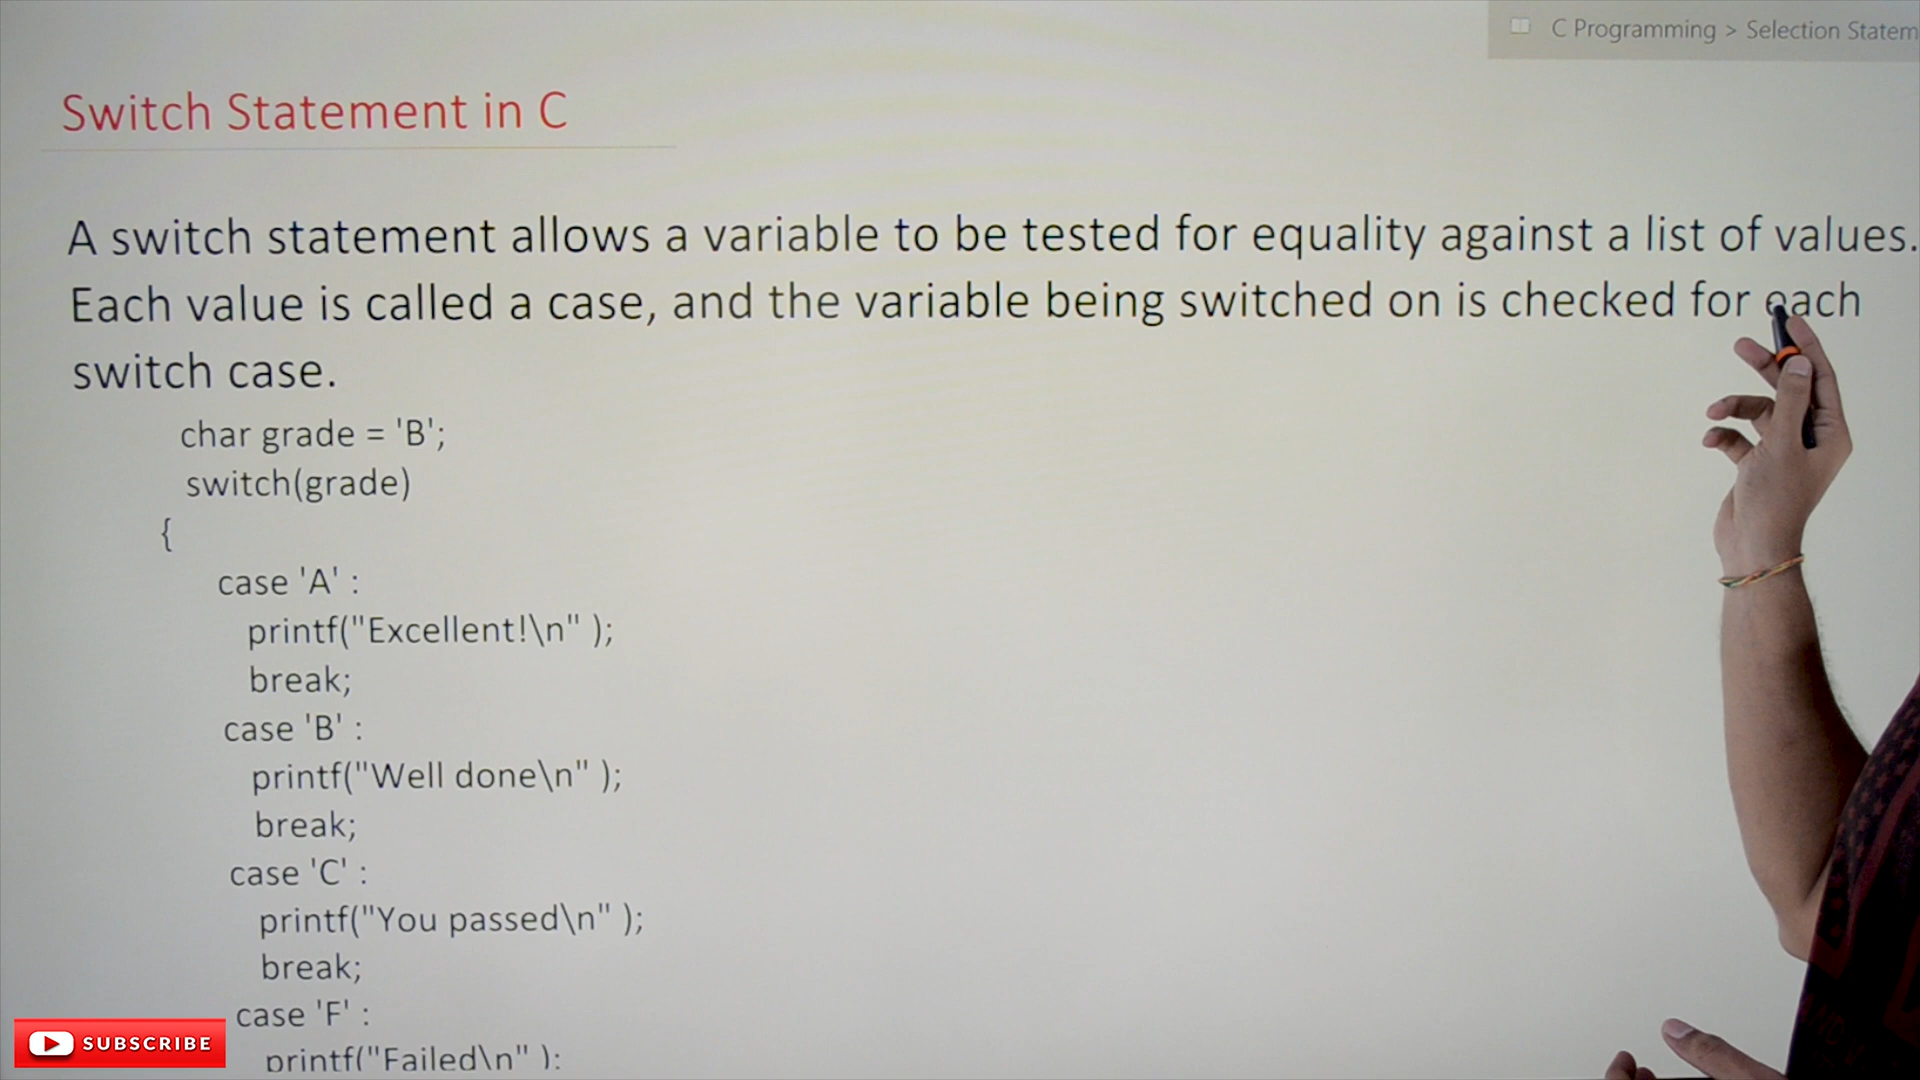 C Programming > Selection Statem
Switch Statement in C
A switch statement allows a variable to be tested for equality against a list of values.
Each value is called a case, and the variable being switched on is checked for each
switch case.
char grade = 'B';
switch(grade)
{
case 'A' :
printf("Excellent!\n" );
break;
case 'B' :
printf("Well done\n" );
break;
case 'C' :
printf("You passed\n" );
break;
case 'F' :
printf("Failed\n" );
SUBSCRIBE